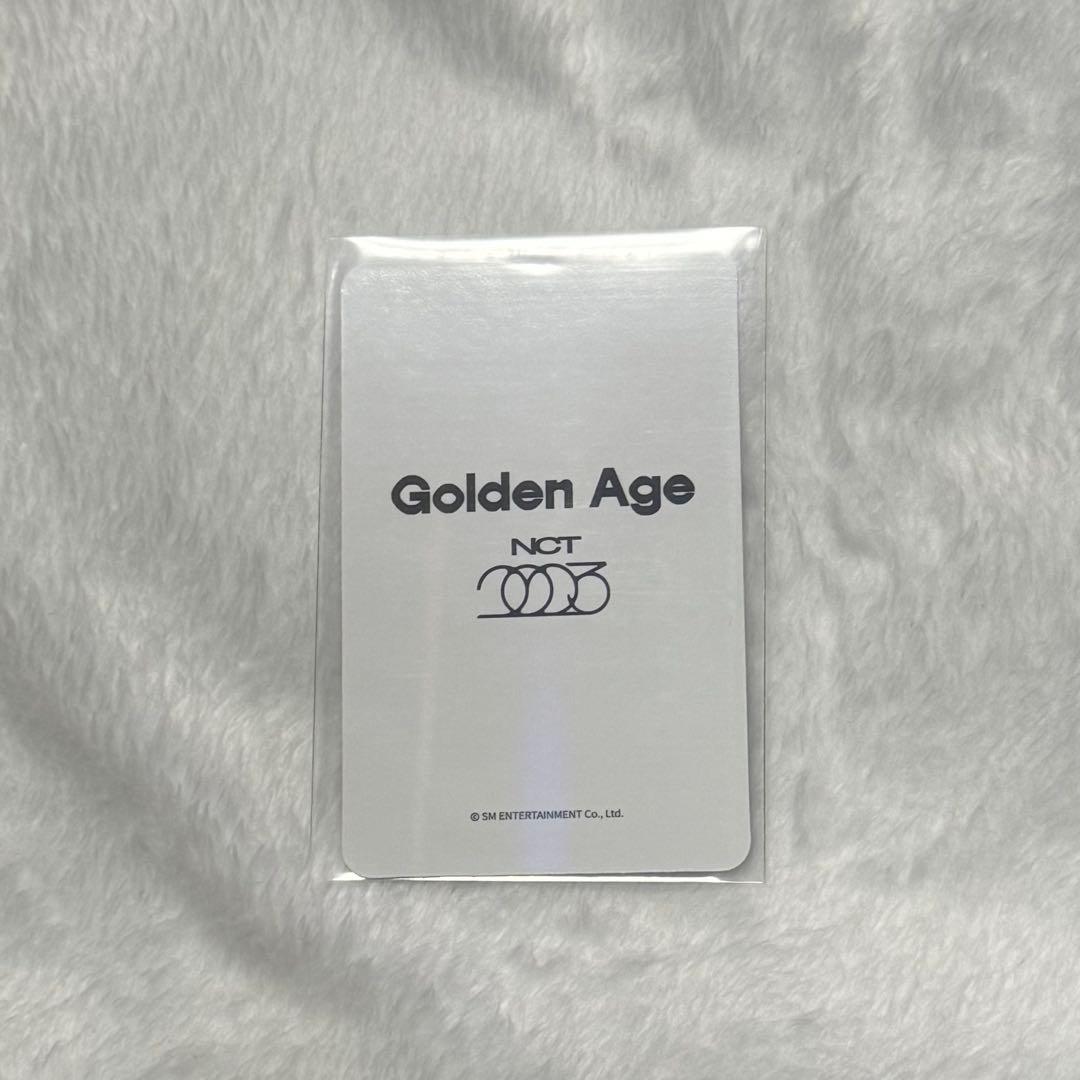 Golden Age
NCT
2023
© SM ENTERTAINMENT Co., Ltd.